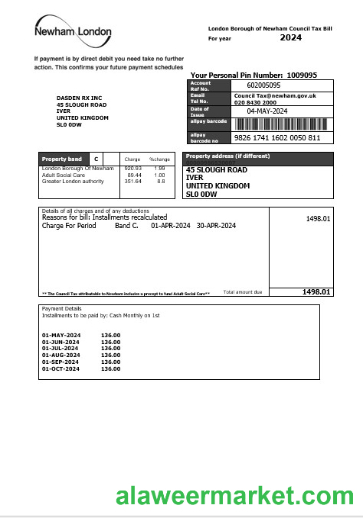 Newham London
London Borough of Newham Council Tax Bill
For year 2024
If payment is by direct debit you need take no further
action. This confirms your future payment schedules
Your Personal Pin Number: 1009095
DASDEN RX INC
45 SLOUGH ROAD
IVER
UNITED KINGDOM
SL0 0DW
Account Ref No. 602005095
Email Council Tax@newham.gov.uk
Tel No. 020 8430 2000
Date of Issue 04-MAY-2024
allpay barcode
allpay barcode no 9826 1741 1602 0050 811
Property band C Charge %change
London Borough Of Newham 920.93 1.99
Adult Social Care 89.44 1.00
Greater London authority 351.64 8.8
Property address (if different)
45 SLOUGH ROAD
IVER
UNITED KINGDOM
SL0 0DW
Details of all charges and of any deductions
Reasons for bill: Installments recalculated 1498.01
Charge For Period Band C. 01-APR-2024 30-APR-2024
** The Council Tax attributable to Newham includes a precept to fund Adult Social Care**
Total amount due 1498.01
Payment Details
Installments to be paid by: Cash Monthly on 1st
01-MAY-2024 136.00
01-JUN-2024 136.00
01-JUL-2024 136.00
01-AUG-2024 136.00
01-SEP-2024 136.00
01-OCT-2024 136.00
alaweermarket.com